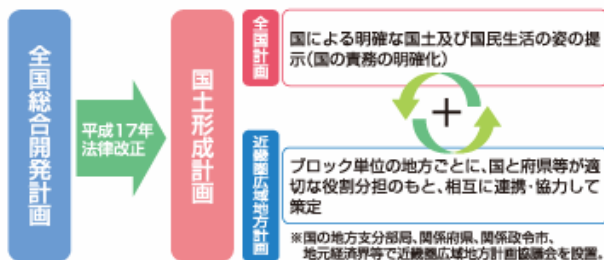 全国総合開発計画
平成17年
法律改正
国土形成計画
全国計画
国による明確な国土及び国民生活の姿の提
示(国の責務の明確化)
+
近畿圏広域地方計画
ブロック単位の地方ごとに、国と府県等が適
切な役割分担のもと、相互に連携・協力して
策定
※国の地方支分部局、関係府県、関係政令市、
地元経済界等で近畿圏広域地方計画協議会を設置。